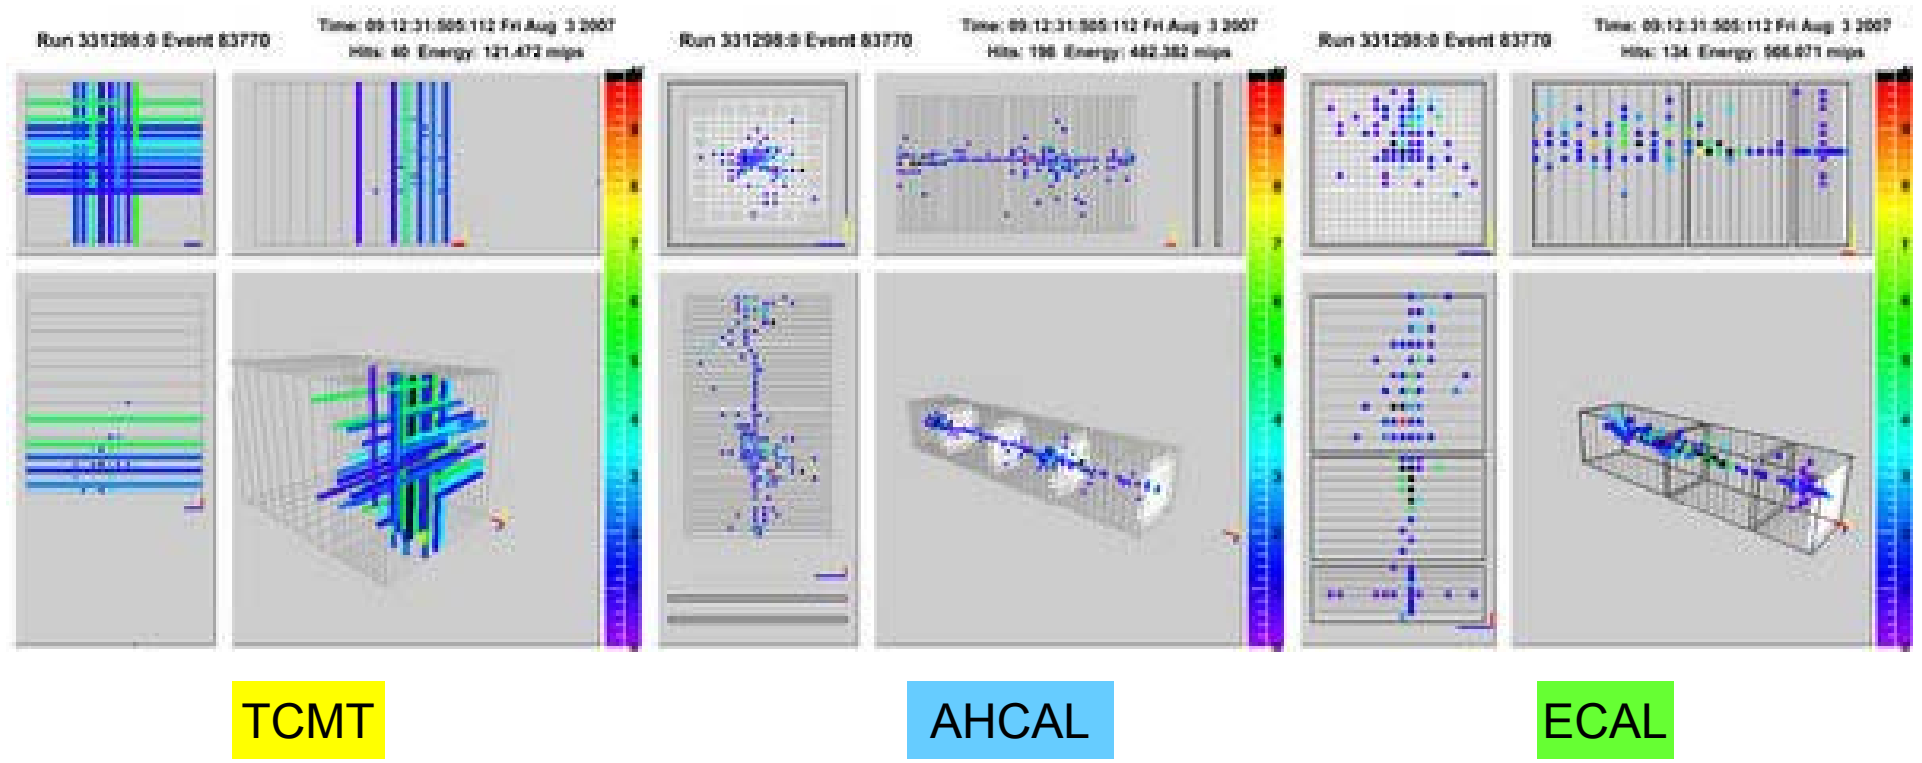 Run 331298:0 Event 83770
Time: 09:12:31:505:112 Fri Aug 3 2007
Hits: 40 Energy: 121.472 mips
Run 331298:0 Event 83770
Time: 09:12:31:505:112 Fri Aug 3 2007
Hits: 196 Energy: 482.382 mips
Run 331298:0 Event 83770
Time: 09:12:31:505:112 Fri Aug 3 2007
Hits: 134 Energy: 566.071 mips
TCMT
AHCAL
ECAL